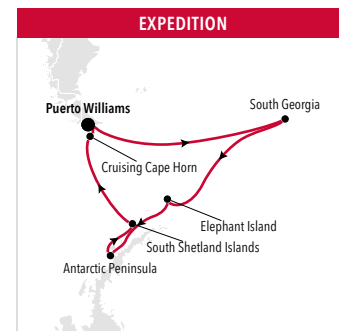 EXPEDITION
South Georgia
Puerto Williams
Cruising Cape Horn
Elephant Island
South Shetland Islands
Antarctic Peninsula